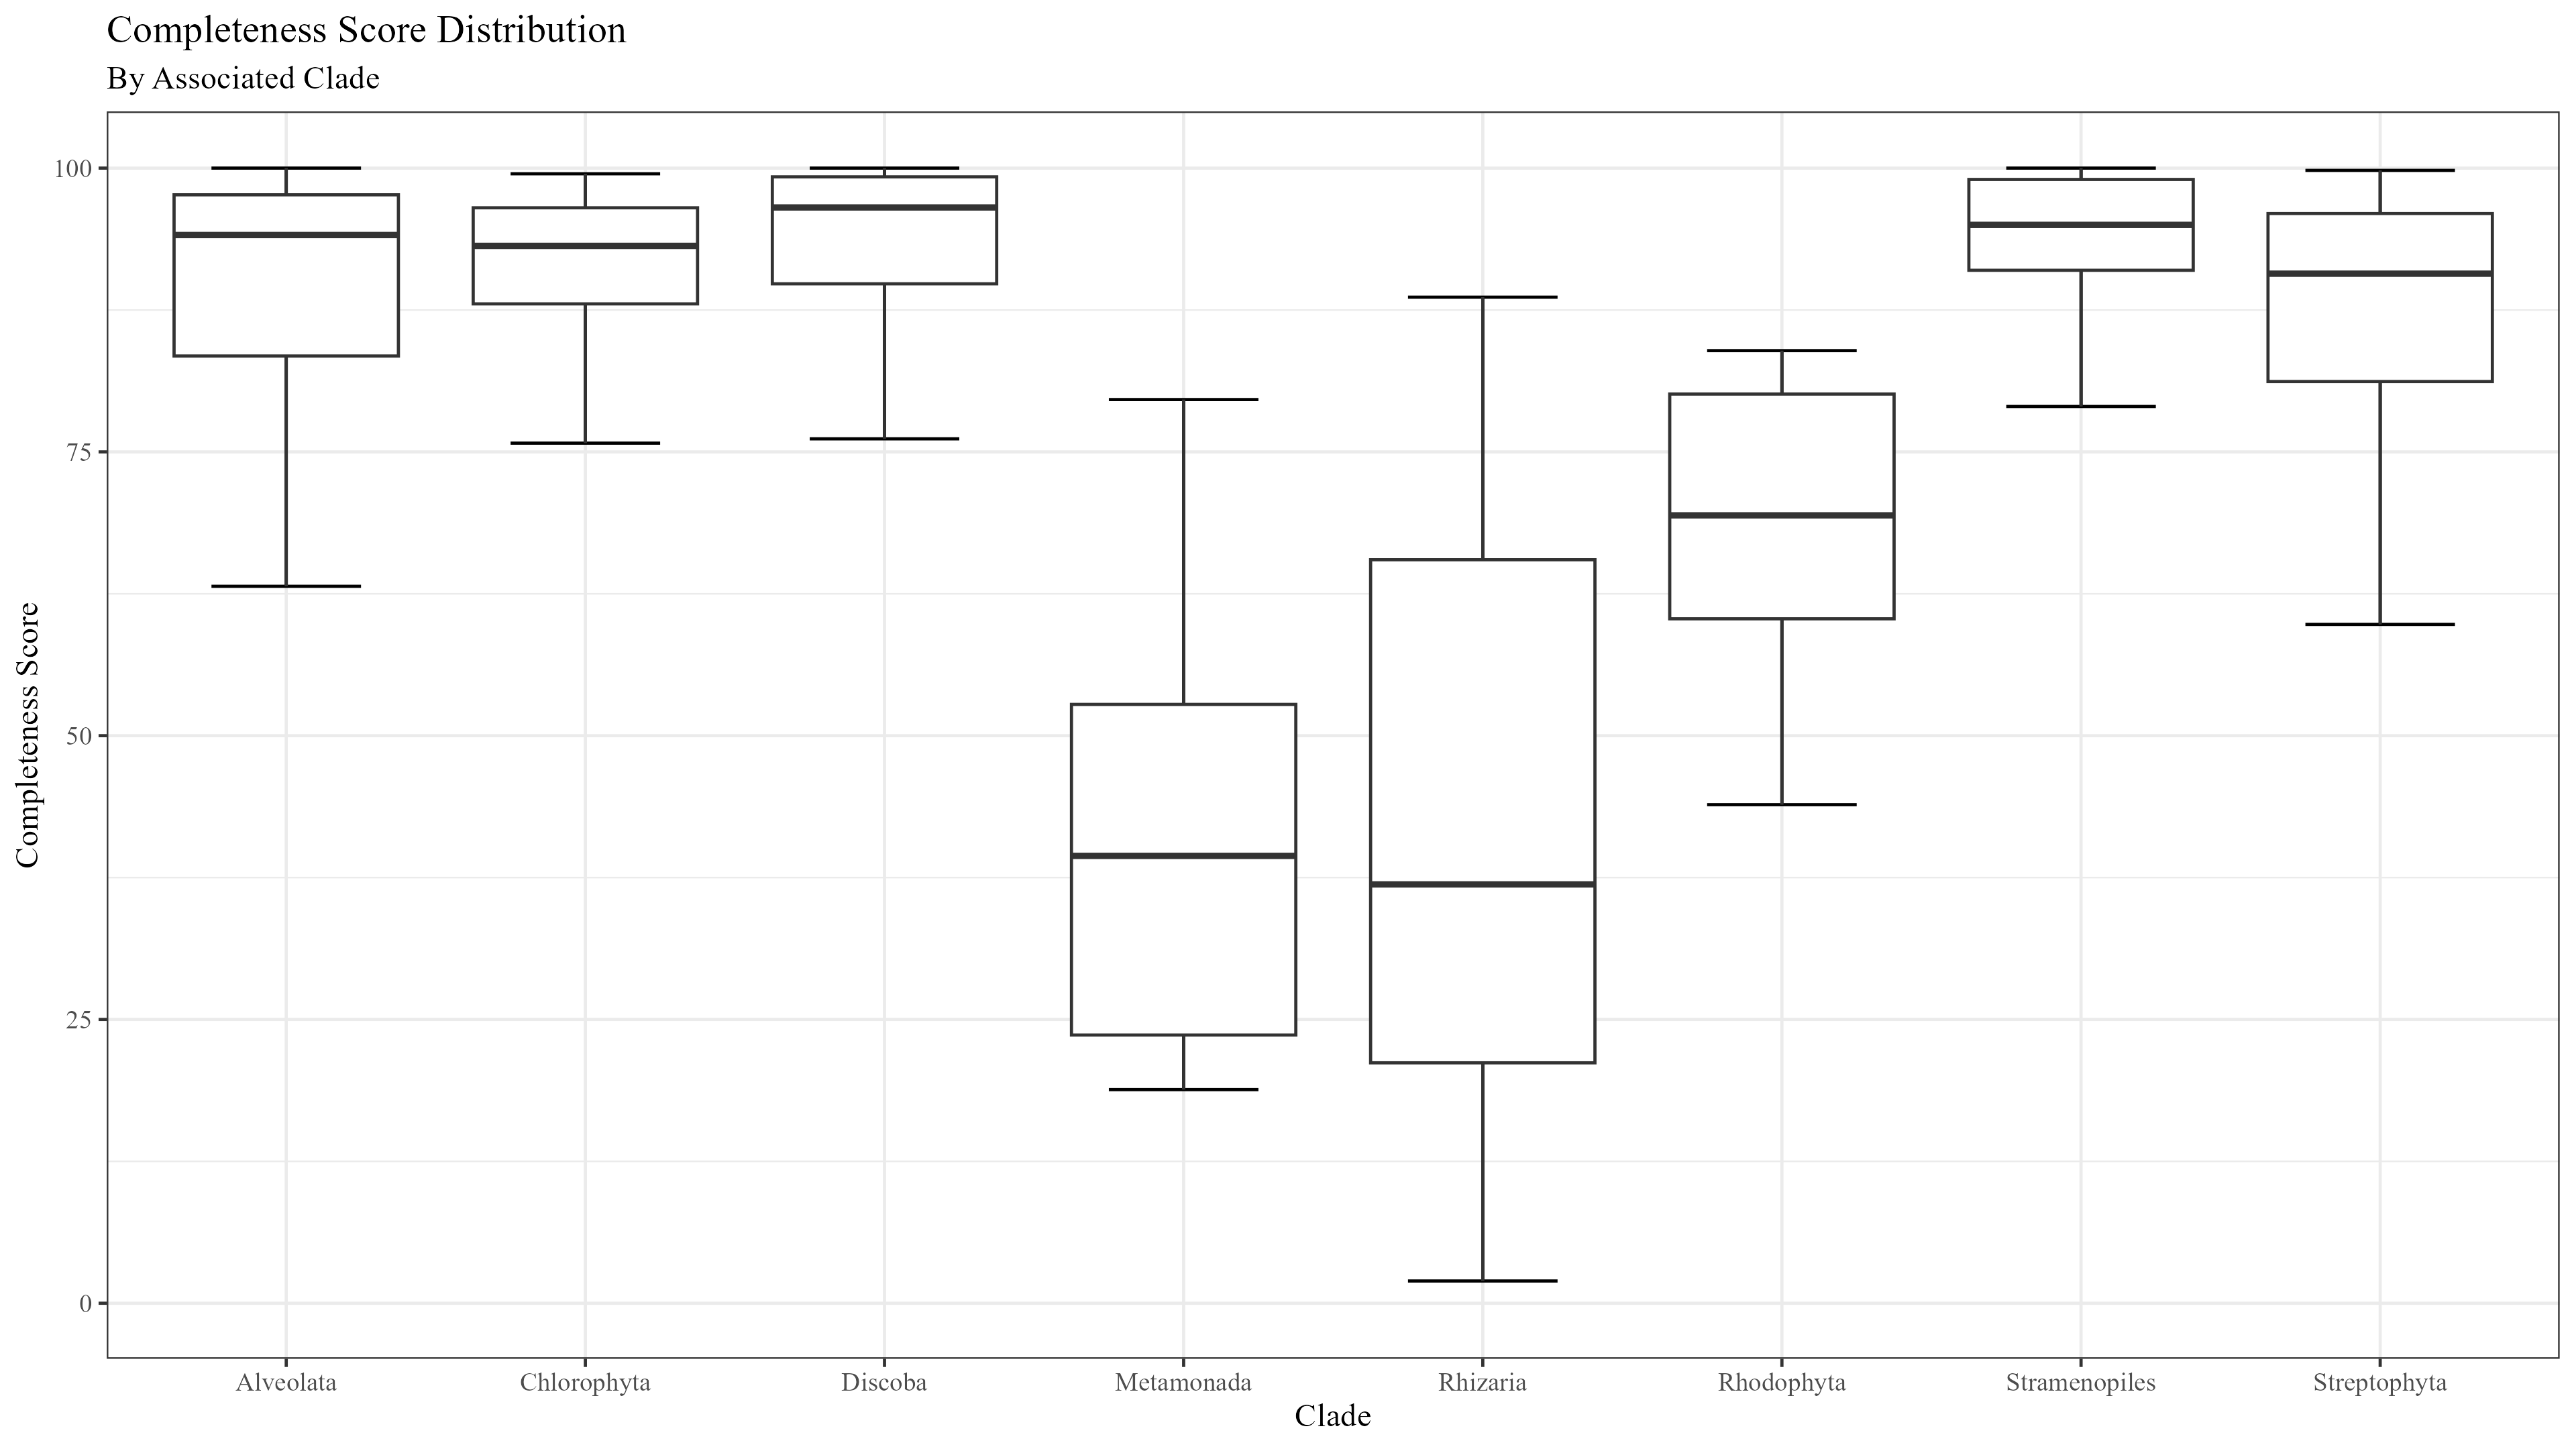 Completeness Score Distribution
By Associated Clade
Completeness Score
100
75
50
25
0
Alveolata
Chlorophyta
Discoba
Metamonada
Rhizaria
Rhodophyta
Stramenopiles
Streptophyta
Clade